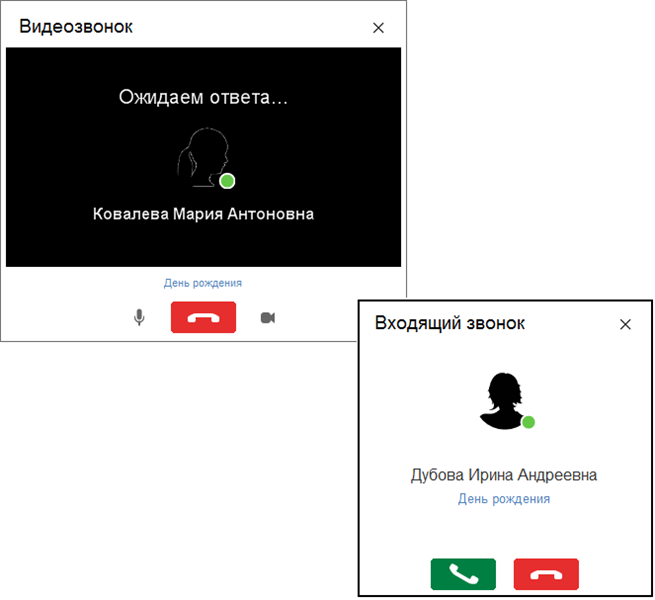 Видеозвонок
Ожидаем ответа...
Ковалева Мария Антоновна
День рождения
Входящий звонок
Дубова Ирина Андреевна
День рождения